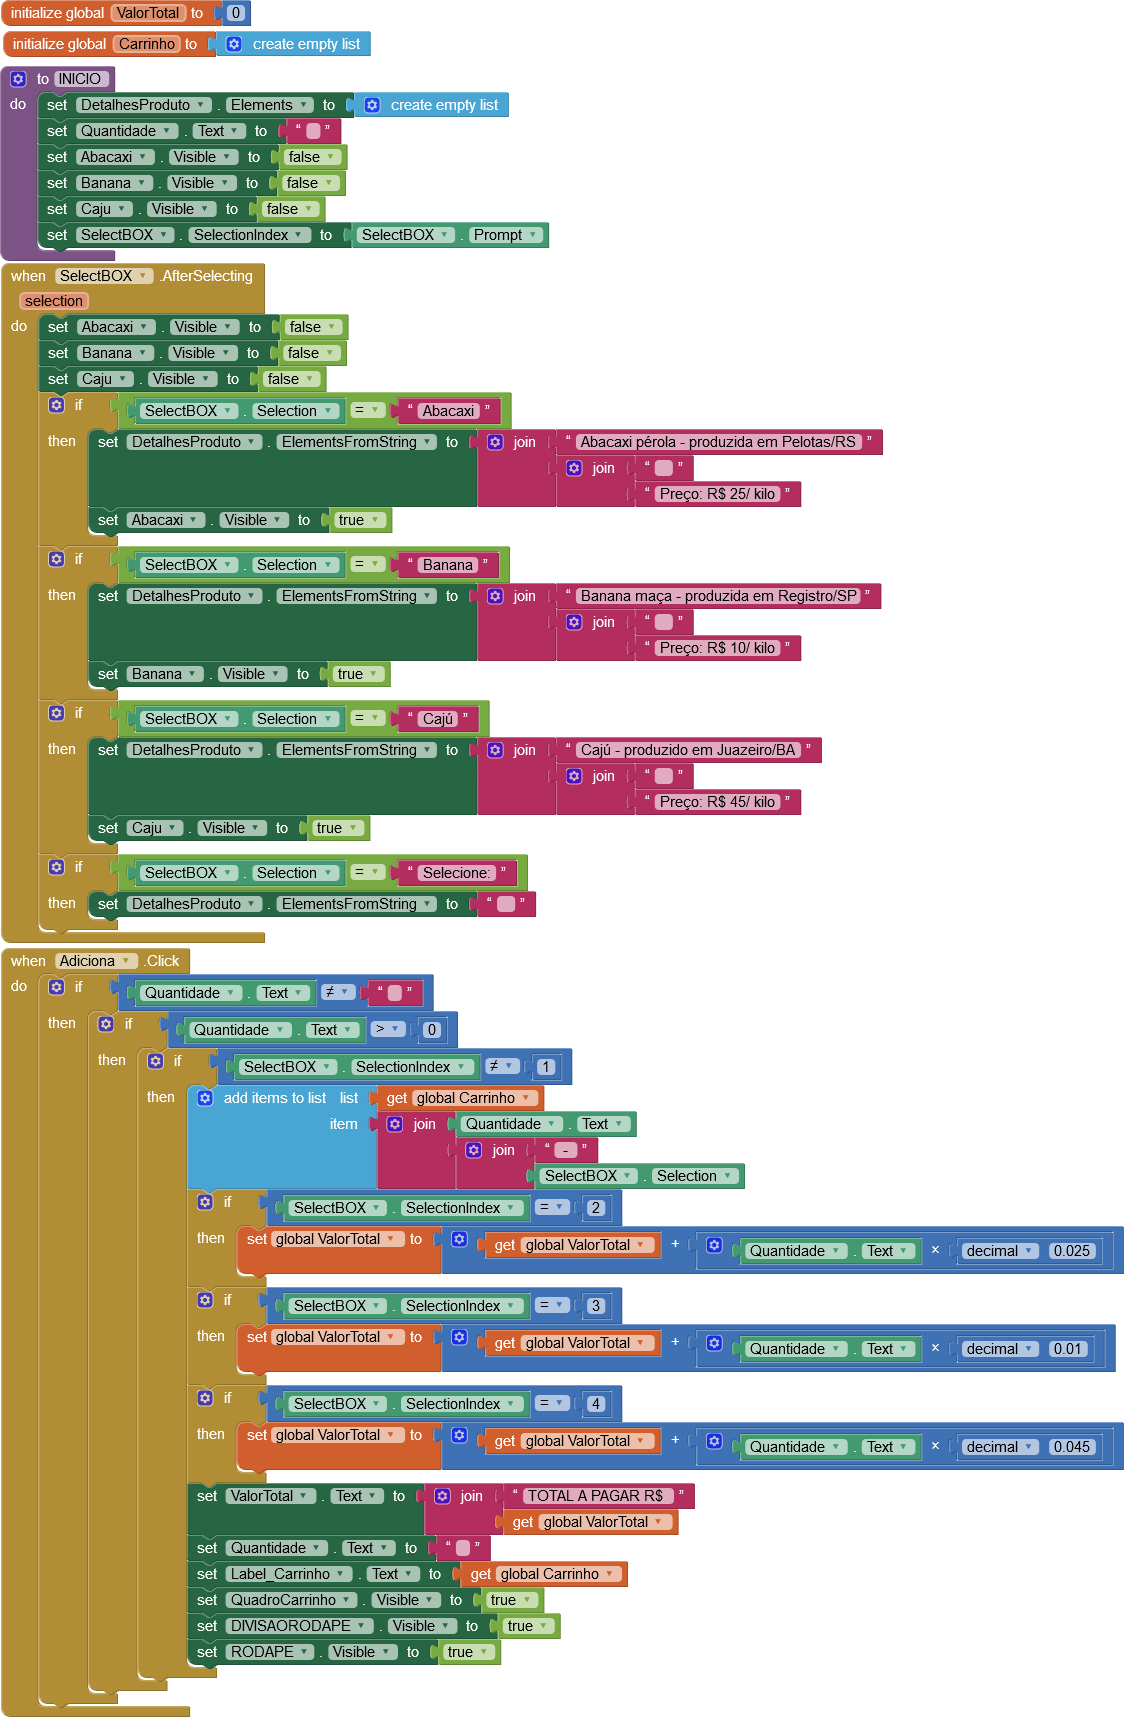 initialize global ValorTotal to 0
initialize global Carrinho to create empty list
to INICIO
do set DetalhesProduto . Elements to create empty list
set Quantidade . Text to “ ”
set Abacaxi . Visible to false
set Banana . Visible to false
set Caju . Visible to false
set SelectBOX . SelectionIndex to SelectBOX . Prompt
when SelectBOX .AfterSelecting
selection
do set Abacaxi . Visible to false
set Banana . Visible to false
set Caju . Visible to false
if SelectBOX . Selection = “ Abacaxi ”
then set DetalhesProduto . ElementsFromString to join “ Abacaxi pérola - produzida em Pelotas/RS ”
join “ ”
“ Preço: R$ 25/ kilo ”
set Abacaxi . Visible to true
if SelectBOX . Selection = “ Banana ”
then set DetalhesProduto . ElementsFromString to join “ Banana maça - produzida em Registro/SP ”
join “ ”
“ Preço: R$ 10/ kilo ”
set Banana . Visible to true
if SelectBOX . Selection = “ Cajú ”
then set DetalhesProduto . ElementsFromString to join “ Cajú - produzido em Juazeiro/BA ”
join “ ”
“ Preço: R$ 45/ kilo ”
set Caju . Visible to true
if SelectBOX . Selection = “ Selecione: ”
then set DetalhesProduto . ElementsFromString to “ ”
when Adiciona .Click
do if Quantidade . Text ≠ “ ”
then if Quantidade . Text > 0
then if SelectBOX . SelectionIndex ≠ 1
then add items to list list get global Carrinho
item join Quantidade . Text
join “ - ”
SelectBOX . Selection
if SelectBOX . SelectionIndex = 2
then set global ValorTotal to get global ValorTotal + Quantidade . Text × decimal 0.025
if SelectBOX . SelectionIndex = 3
then set global ValorTotal to get global ValorTotal + Quantidade . Text × decimal 0.01
if SelectBOX . SelectionIndex = 4
then set global ValorTotal to get global ValorTotal + Quantidade . Text × decimal 0.045
set ValorTotal . Text to join “ TOTAL A PAGAR R$ ”
get global ValorTotal
set Quantidade . Text to “ ”
set Label_Carrinho . Text to get global Carrinho
set QuadroCarrinho . Visible to true
set DIVISAORODAPE . Visible to true
set RODAPE . Visible to true